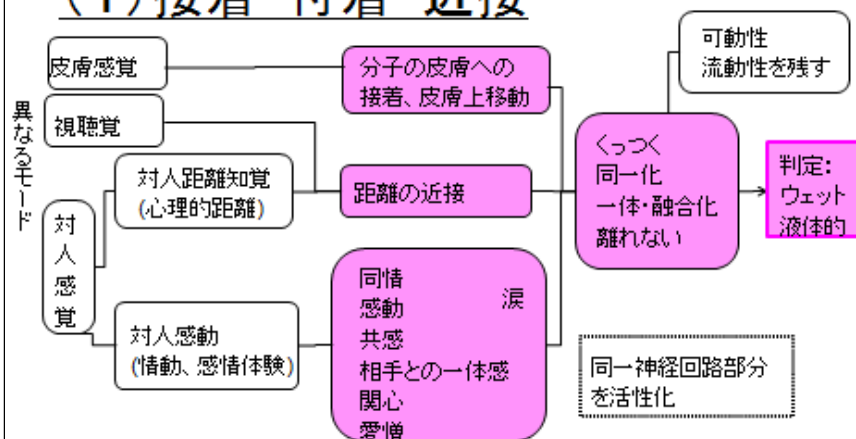 (1)接着・付着・近接
皮膚感覚
視聴覚
異なるモード
対人距離知覚
(心理的距離)
対人感覚
対人感動
(情動、感情体験)
分子の皮膚への
接着、皮膚上移動
距離の近接
同情
感動
涙
共感
相手との一体感
関心
愛憎
くっつく
同一化
一体・融合化
離れない
可動性
流動性を残す
判定:
ウェット
液体的
同一神経回路部分
を活性化